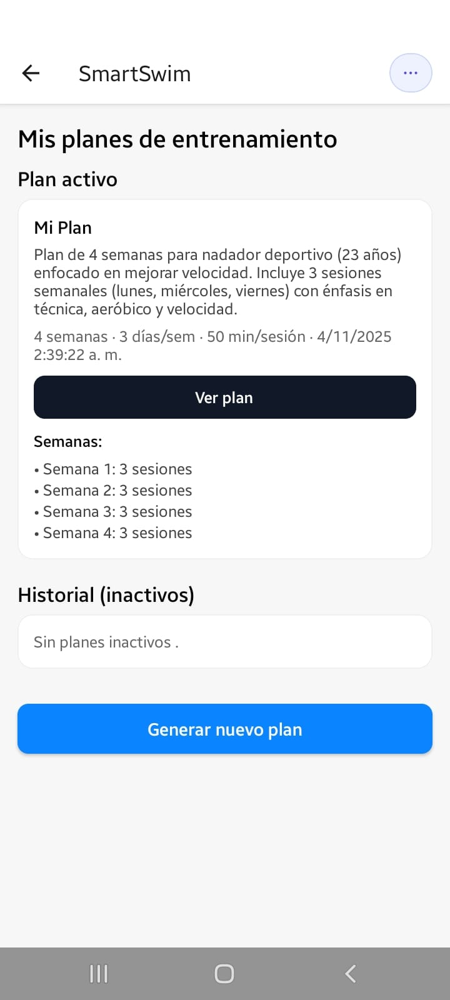 SmartSwim
Mis planes de entrenamiento
Plan activo
Mi Plan
Plan de 4 semanas para nadador deportivo (23 años)
enfocado en mejorar velocidad. Incluye 3 sesiones
semanales (lunes, miércoles, viernes) con énfasis en
técnica, aeróbico y velocidad.
4 semanas · 3 días/sem · 50 min/sesión · 4/11/2025
2:39:22 a. m.
Ver plan
Semanas:
• Semana 1: 3 sesiones
• Semana 2: 3 sesiones
• Semana 3: 3 sesiones
• Semana 4: 3 sesiones
Historial (inactivos)
Sin planes inactivos .
Generar nuevo plan